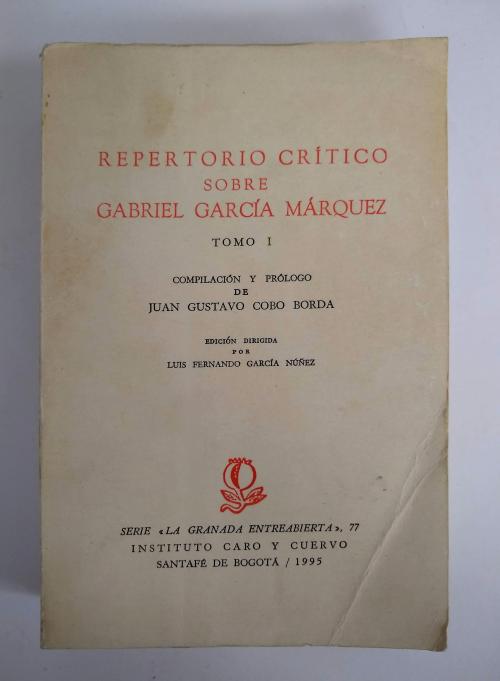 REPERTORIO CRÍTICO
SOBRE
GABRIEL GARCÍA MÁRQUEZ
TOMO I
COMPILACIÓN Y PRÓLOGO
DE
JUAN GUSTAVO COBO BORDA
EDICIÓN DIRIGIDA
POR
LUIS FERNANDO GARCÍA NÚÑEZ
SERIE «LA GRANADA ENTREABIERTA», 77
INSTITUTO CARO Y CUERVO
SANTAFÉ DE BOGOTÁ / 1995